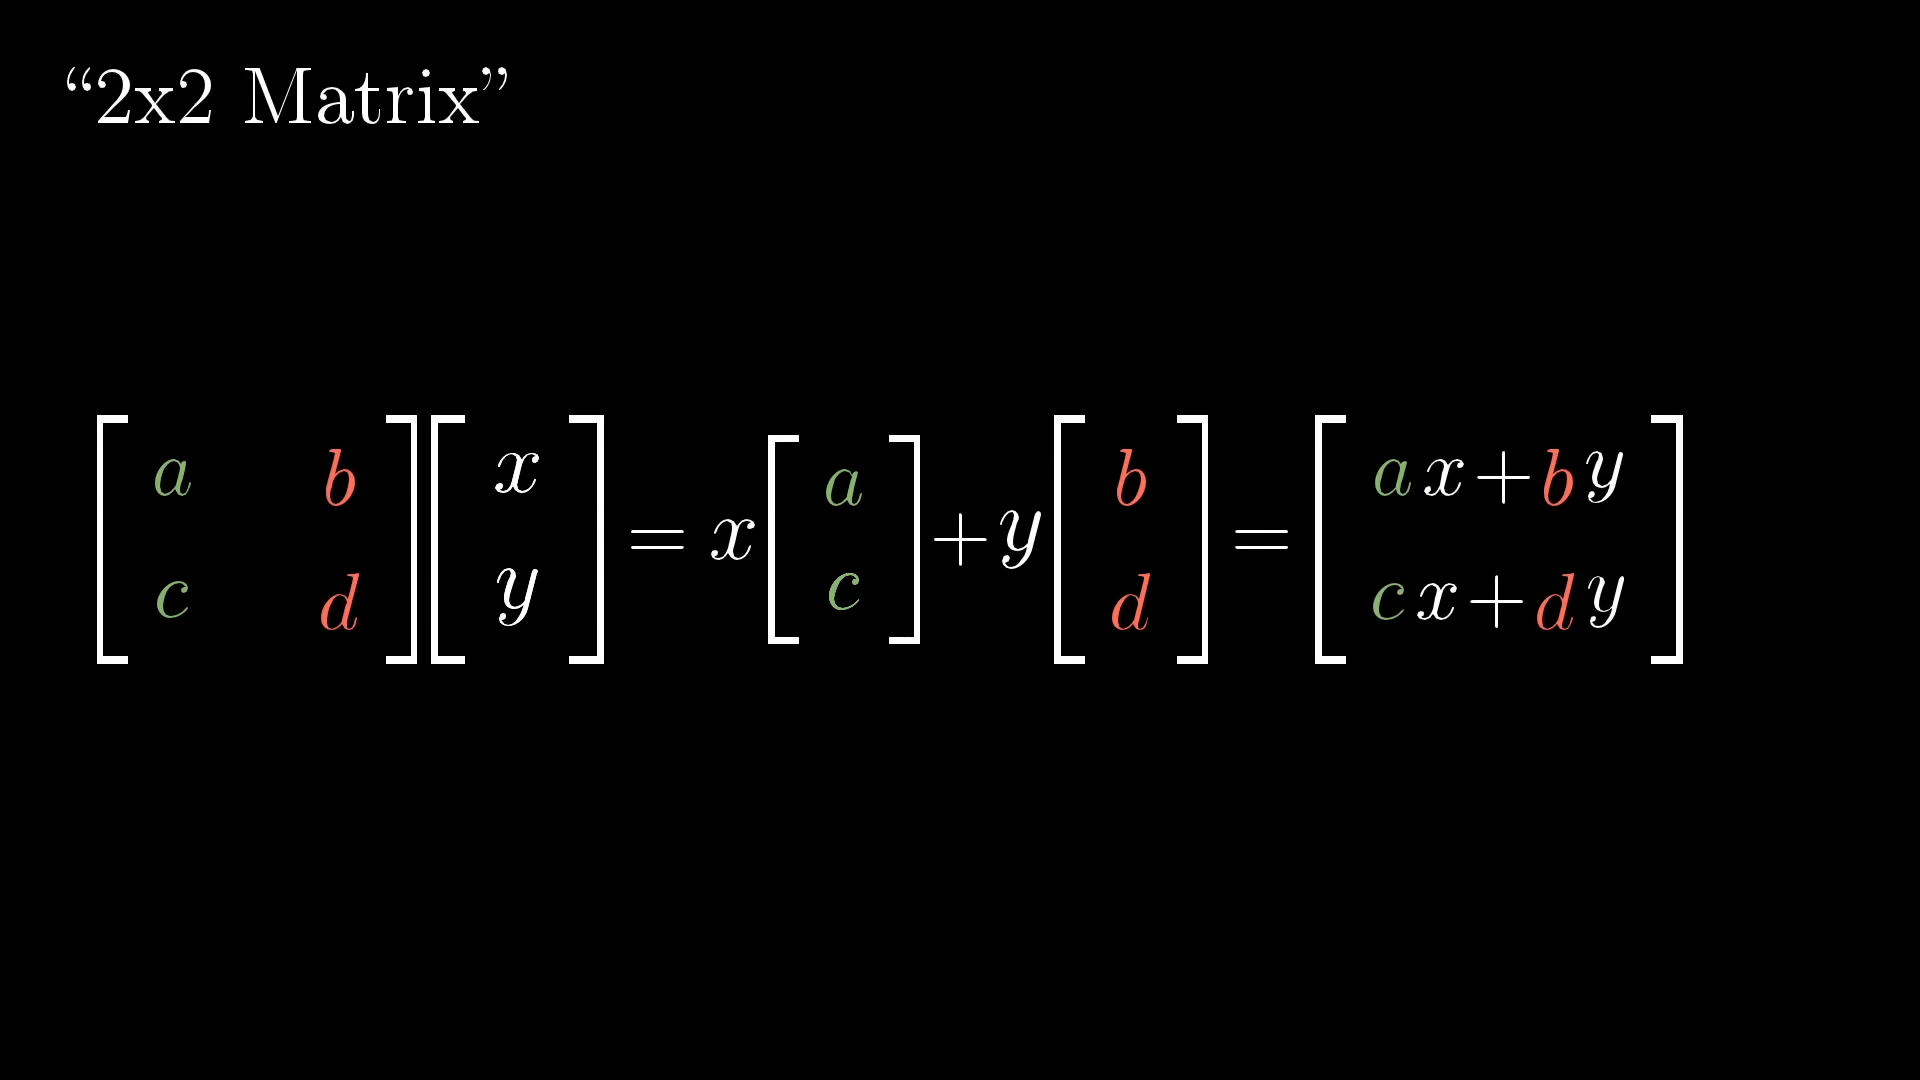 “2x2 Matrix”
[a b; c d][x; y] = x[a; c]+y[b; d] = [ax+by; cx+dy]